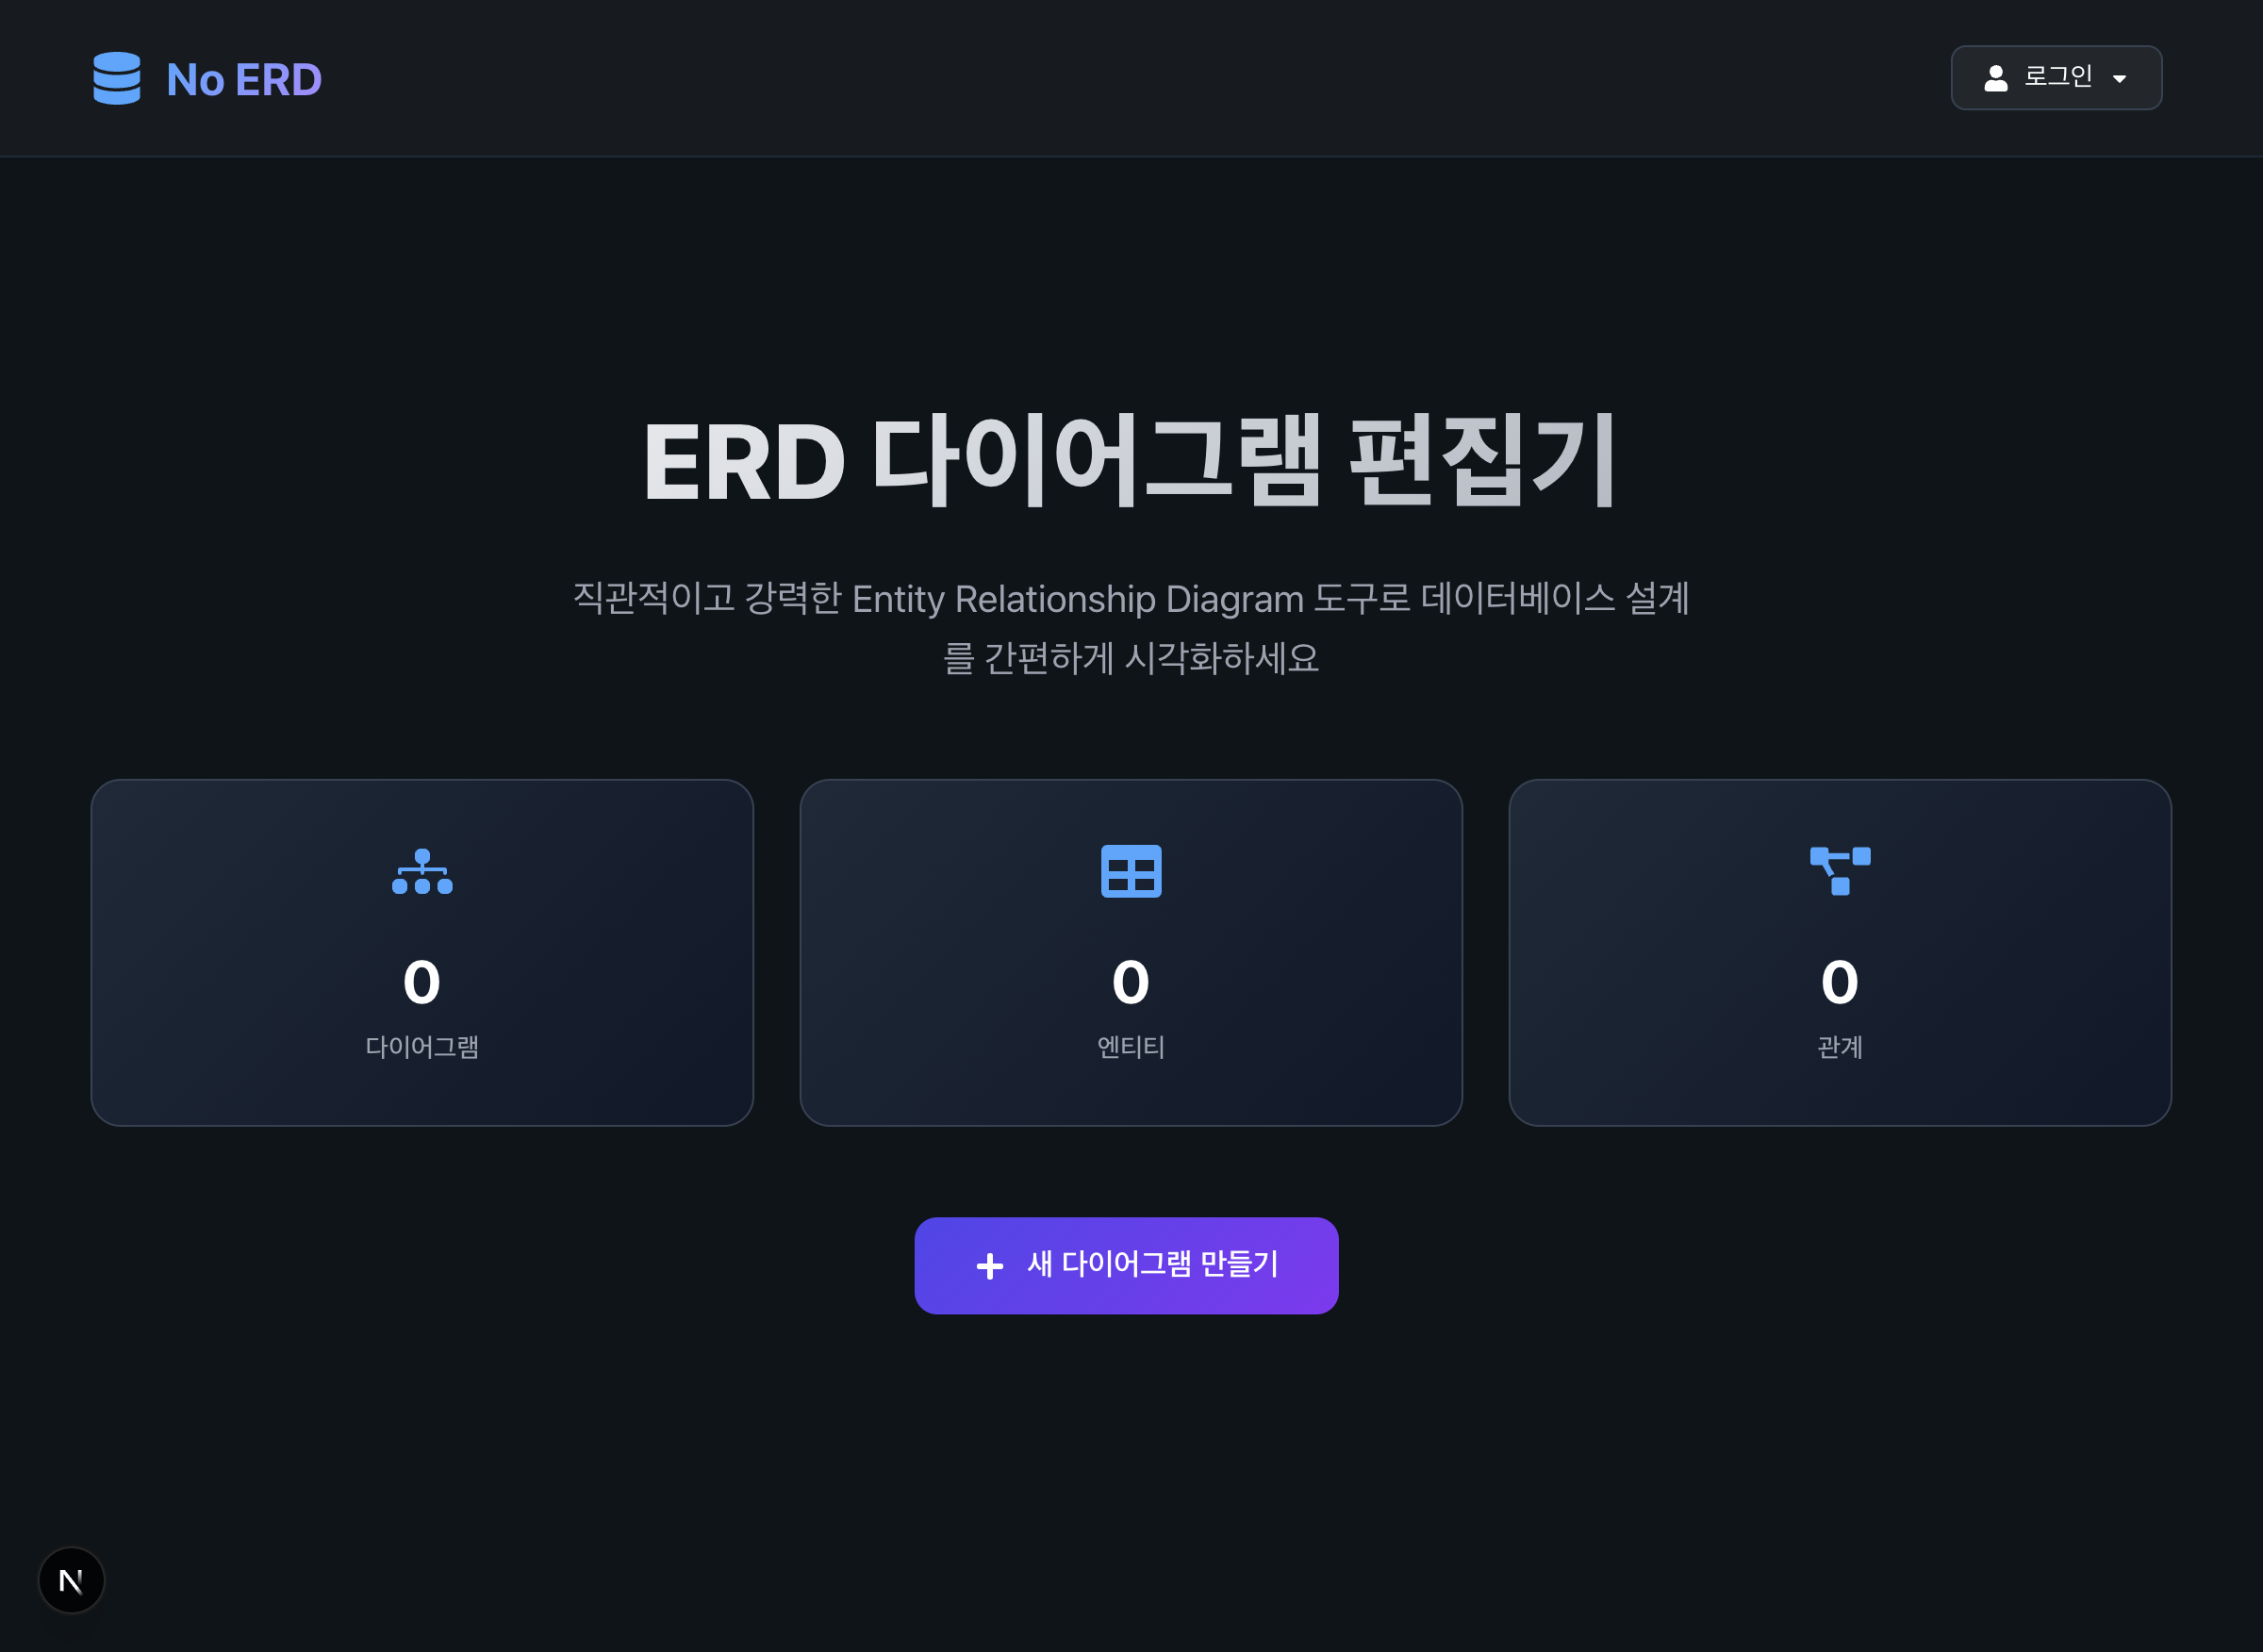 No ERD
로그인
ERD 다이어그램 편집기
직관적이고 강력한 Entity Relationship Diagram 도구로 데이터베이스 설계
를 간편하게 시각화하세요
0
다이어그램
0
엔티티
0
관계
새 다이어그램 만들기
N